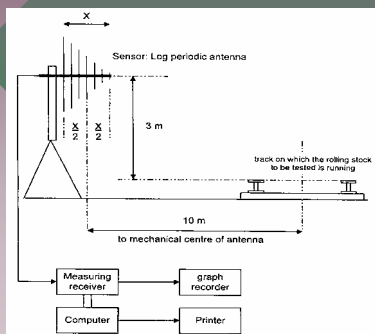 X
Sensor: Log periodic antenna
X/2 X/2
3 m
track on which the rolling stock
to be tested is running
10 m
to mechanical centre of antenna
Measuring
receiver
graph
recorder
Computer
Printer